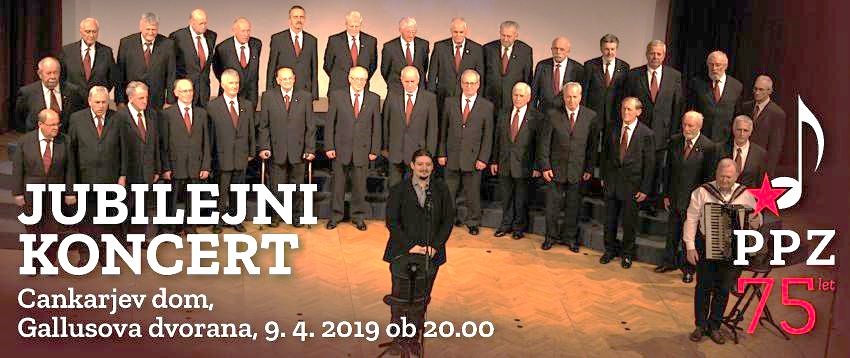 JUBILEJNI
KONCERT
Cankarjev dom,
Gallusova dvorana, 9. 4. 2019 ob 20.00
PPZ
75 let